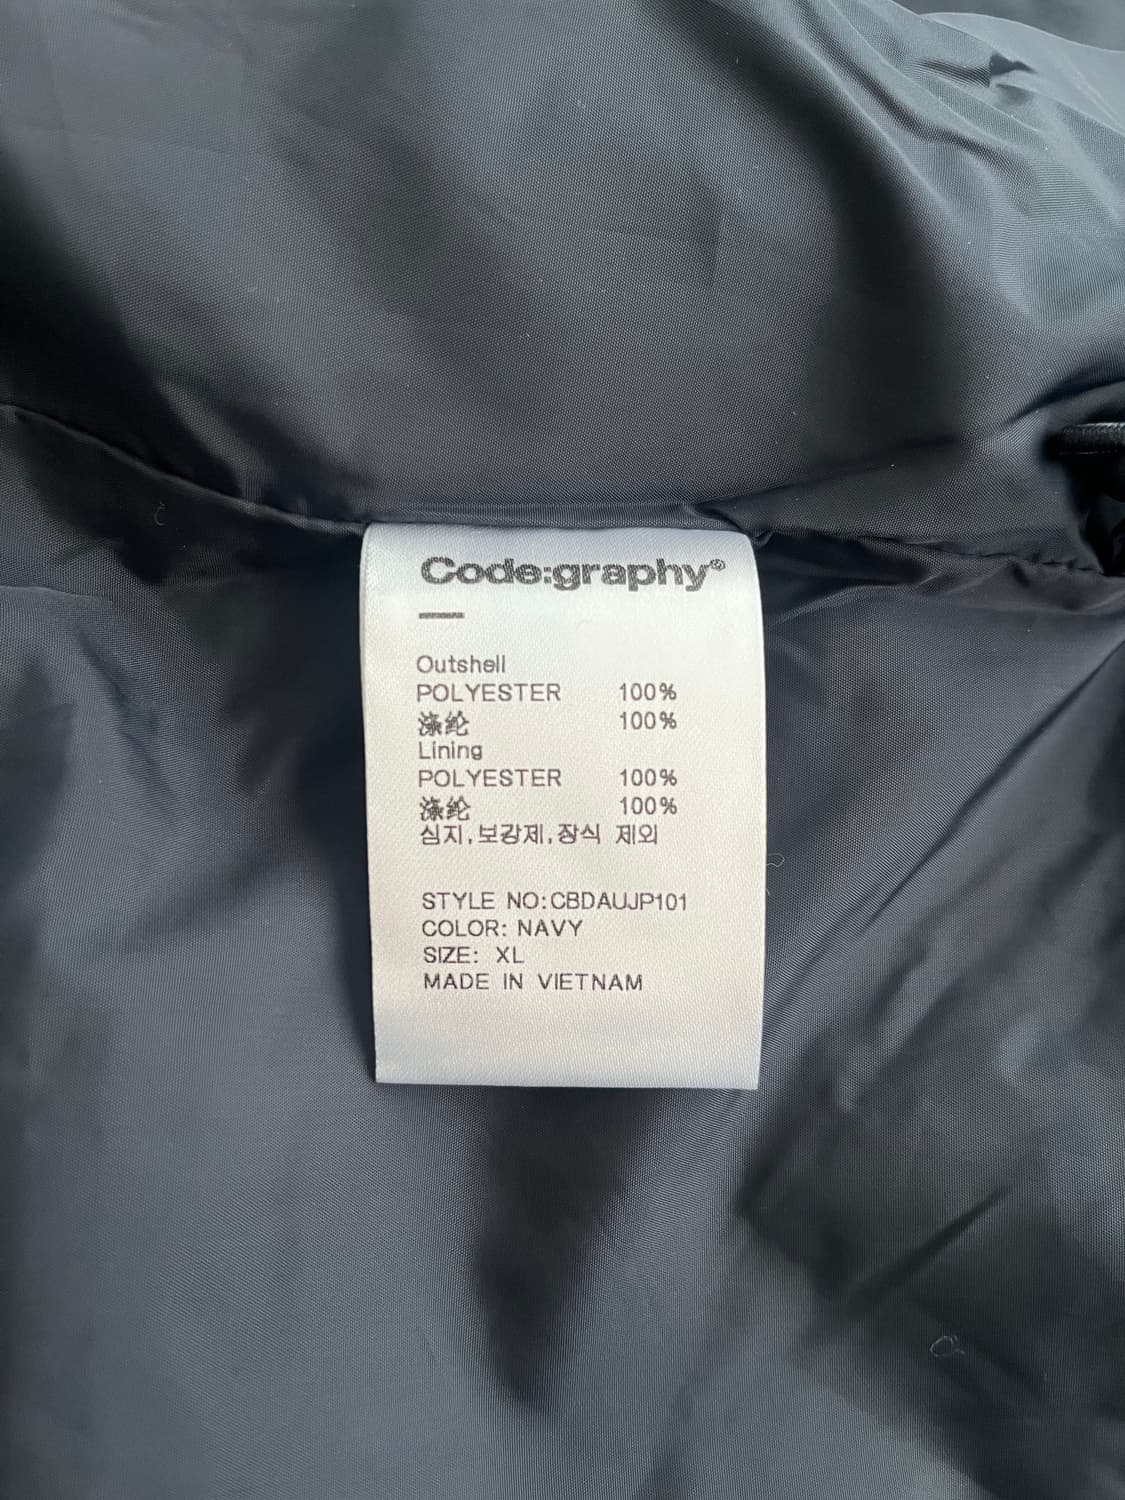 Code:graphy®
Outshell
POLYESTER 100%
涤纶 100%
Lining
POLYESTER 100%
涤纶 100%
심지,보강제,장식 제외
STYLE NO:CBDAUJP101
COLOR: NAVY
SIZE: XL
MADE IN VIETNAM